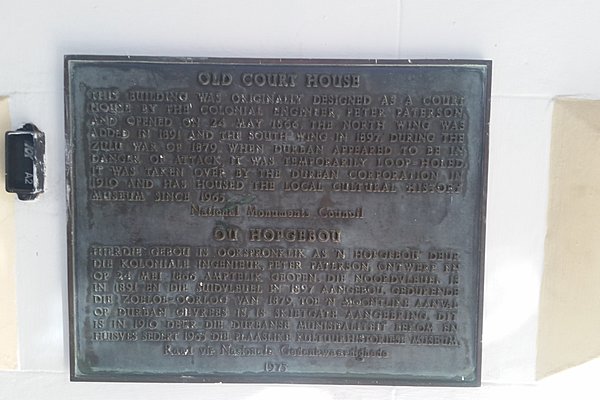 OLD COURT HOUSE
THIS BUILDING WAS ORIGINALLY DESIGNED AS A COURT
HOUSE BY THE COLONIAL ENGINEER, PETER PATERSON,
AND OPENED ON 24 MAY 1866. THE NORTH WING WAS
ADDED IN 1891 AND THE SOUTH WING IN 1897. DURING THE
ZULU WAR OF 1879, WHEN DURBAN APPEARED TO BE IN
DANGER OF ATTACK, IT WAS TEMPORARILY LOOP-HOLED.
IT WAS TAKEN OVER BY THE DURBAN CORPORATION IN
1910 AND HAS HOUSED THE LOCAL CULTURAL HISTORY
MUSEUM SINCE 1965.
National Monuments Council
OU HOFGEBOU
HIERDIE GEBOU IS OORSPRONKLIK AS 'N HOFGEBOU DEUR
DIE KOLONIALE INGENIEUR, PETER PATERSON, ONTWERP EN
OP 24 MEI 1866 AMPTELIK GEOPEN. DIE NOORDVLEUEL IS
IN 1891 EN DIE SUIDVLEUEL IN 1897 AANGEBOU. GEDURENDE
DIE ZOELOE-OORLOG VAN 1879, TOE 'N MOONTLIKE AANVAL
OP DURBAN GEVREES IS, IS SKIETGATE AANGEBRING. DIT
IS IN 1910 DEUR DIE DURBANSE MUNISIPALITEIT BEKOM EN
HUISVES SEDERT 1965 DIE PLAASLIKE KULTUURHISTORIESE MUSEUM.
Raad vir Nasionale Gedenkwaardighede
1975